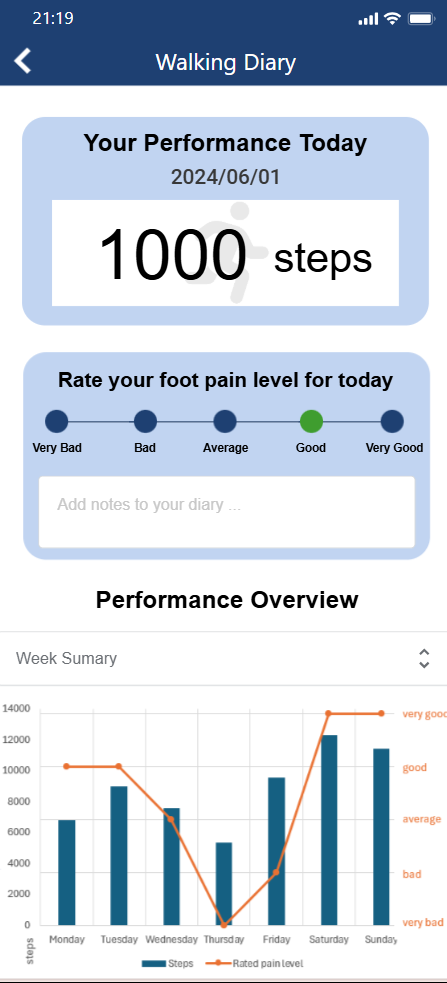 21:19
Walking Diary
Your Performance Today
2024/06/01
1000 steps
Rate your foot pain level for today
Very Bad Bad Average Good Very Good
Add notes to your diary ...
Performance Overview
Week Sumary
14000 very good
12000
10000 good
8000 average
6000
4000 bad
2000
0 very bad
steps
Monday Tuesday Wednesday Thursday Friday Saturday Sunday
Steps Rated pain level